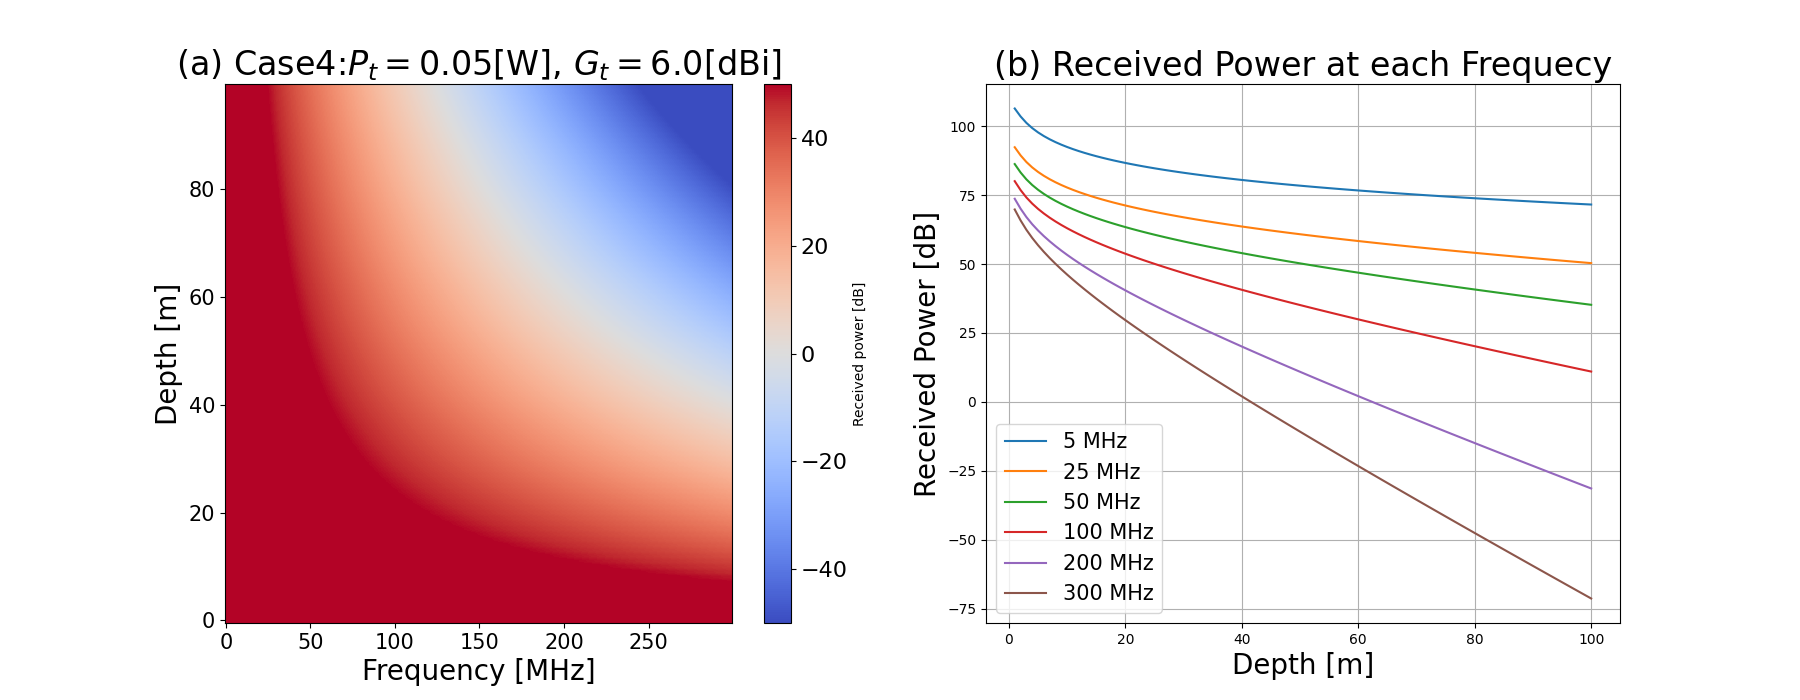 (a) Case4:P_t = 0.05[W], G_t = 6.0[dBi]
80
60
40
20
0
0 50 100 150 200 250
Depth [m]
Frequency [MHz]
40
20
0
−20
−40
Received power [dB]
(b) Received Power at each Frequecy
100
75
50
25
0
−25
−50
−75
0 20 40 60 80 100
Received Power [dB]
Depth [m]
5 MHz
25 MHz
50 MHz
100 MHz
200 MHz
300 MHz